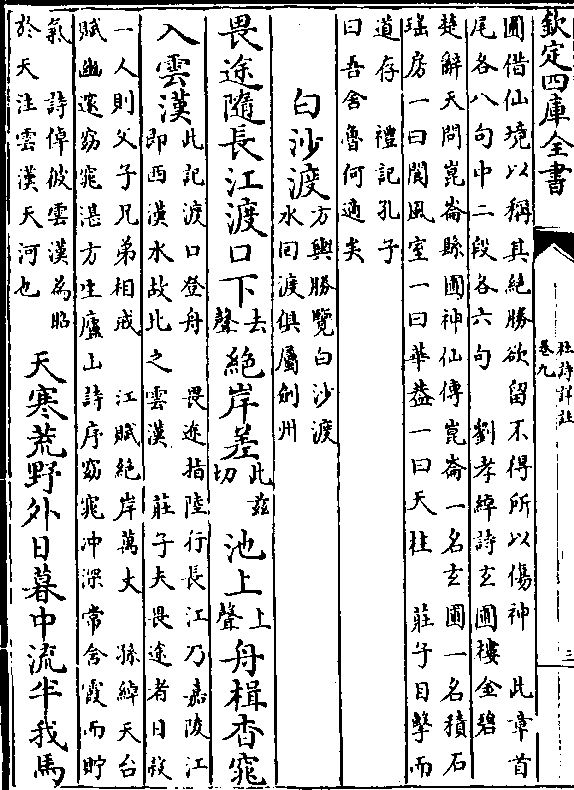 欽定四庫全書
杜詩詳註
卷九
三
圃借仙境以稱其絕勝欲留不得所以傷神 此章首
尾各八句中二段各六句 劉孝綽詩玄圃樓金碧
楚辭天問崑崙縣圃神仙傳崑崙一名玄圃一名積石
瑤房一曰閬風室一曰華葢一曰天柱 莊子目擊而
道存 禮記孔子
曰吾舍魯何適矣
白沙渡 方輿勝覽白沙渡
水回渡俱屬劍州
畏途隨長江渡口下去聲絕岸差此兹切池上上聲舟楫杳窕
入雲漢 此記渡口登舟 畏途指陸行長江乃嘉陵江
即西漢水故比之雲漢 莊子夫畏途者日殺
一人則父子兄弟相戒 江賦絕岸萬丈 孫綽天台
賦幽邃窈窕湛方生廬山詩序窈窕冲深常含霞而貯
氣 詩倬彼雲漢為昭
於天注雲漢天河也
天寒荒野外日暮中流半我馬